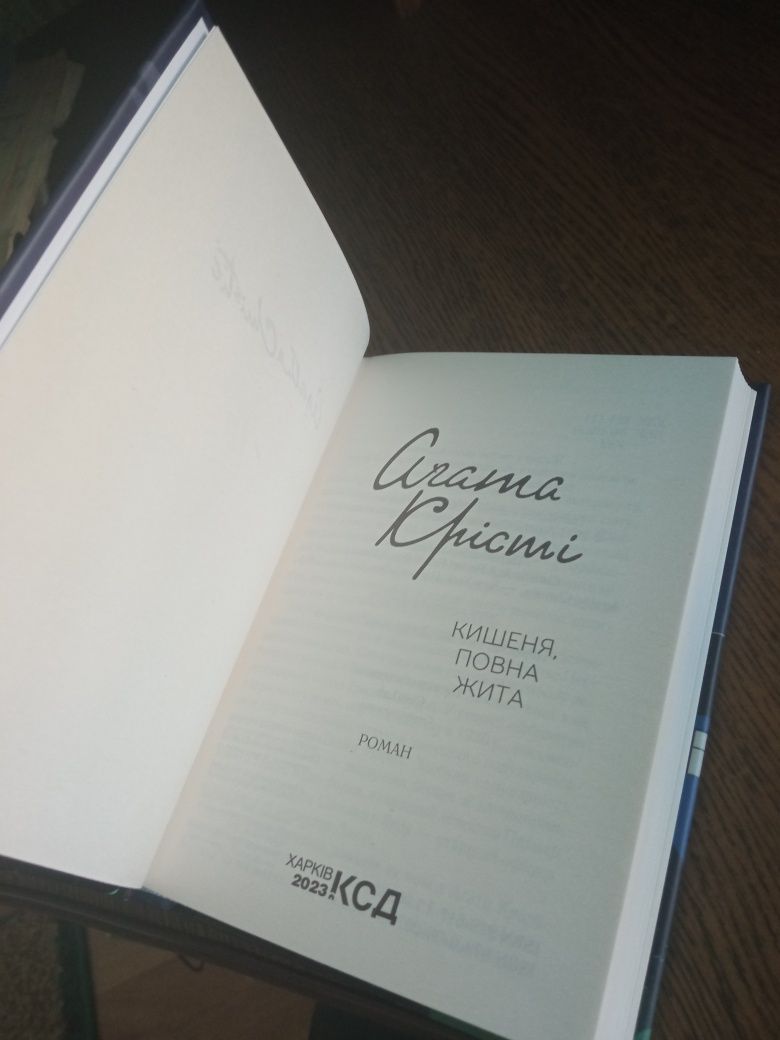 Агата
Крісті
КИШЕНЯ,
ПОВНА
ЖИТА
РОМАН
ХАРКІВ
2023
КСД